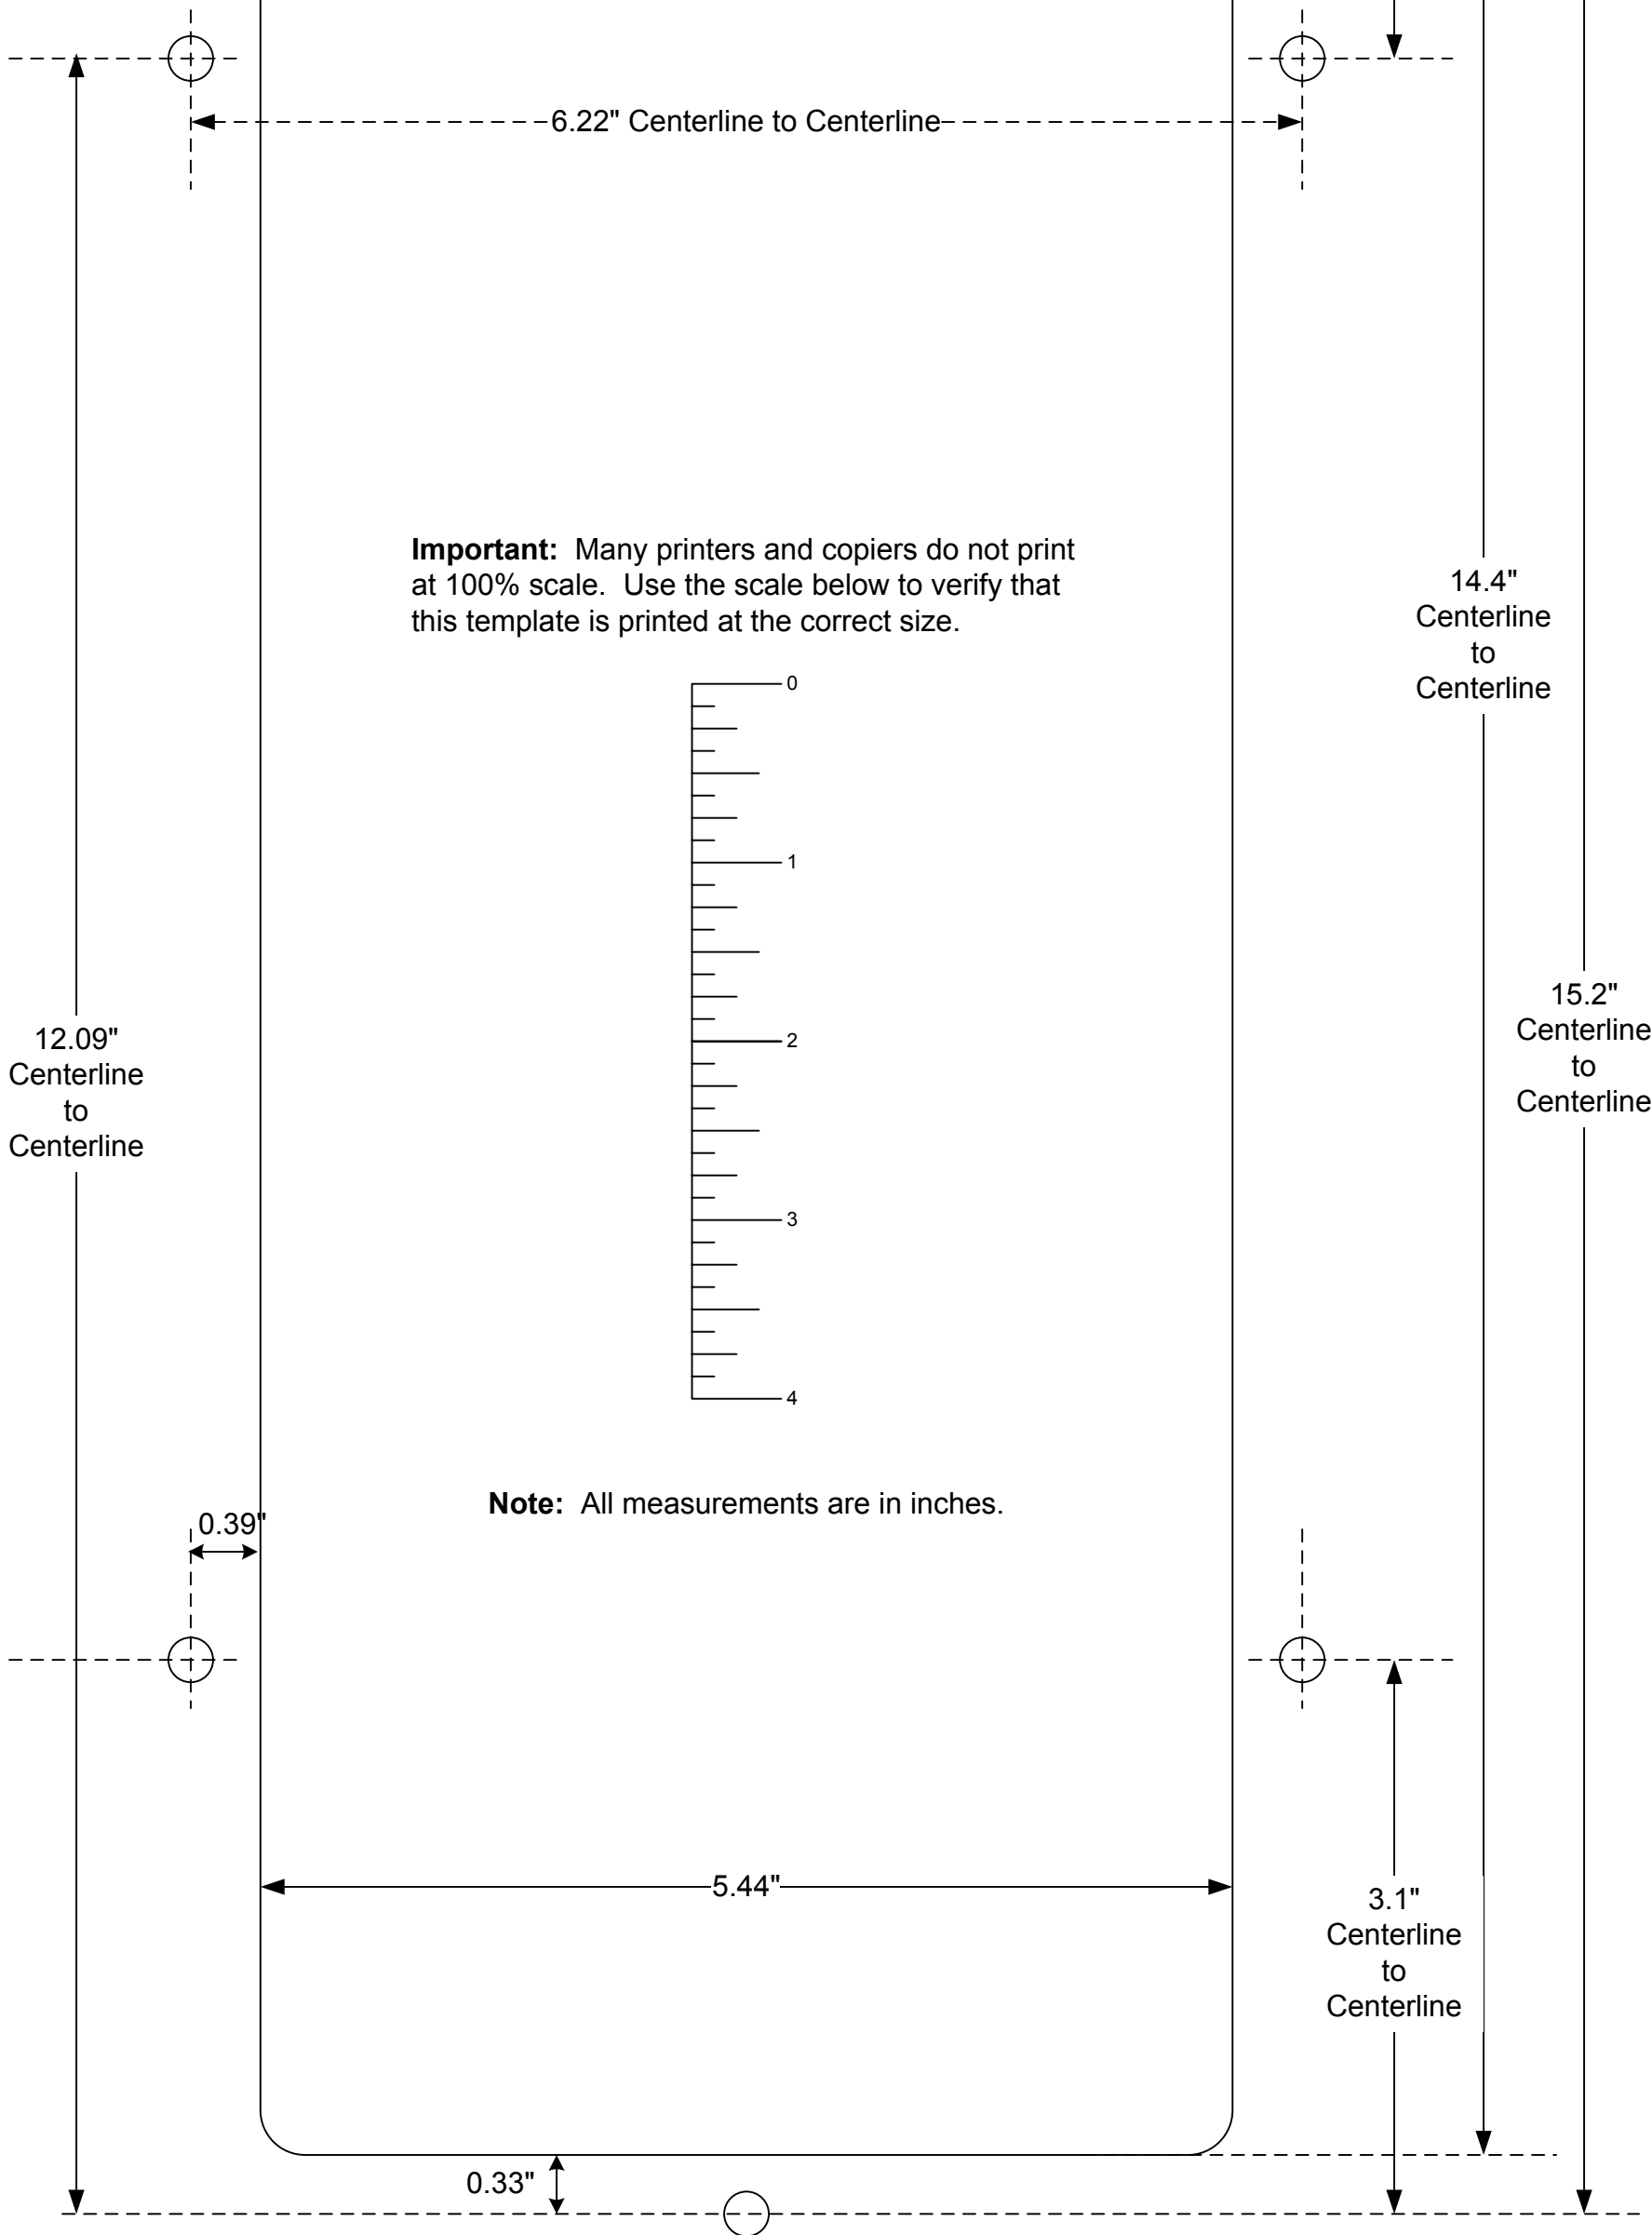 6.22" Centerline to Centerline
Important: Many printers and copiers do not print
at 100% scale. Use the scale below to verify that
this template is printed at the correct size.
14.4"
Centerline
to
Centerline
0
1
2
3
4
15.2"
Centerline
to
Centerline
12.09"
Centerline
to
Centerline
Note: All measurements are in inches.
0.39"
5.44"
3.1"
Centerline
to
Centerline
0.33"